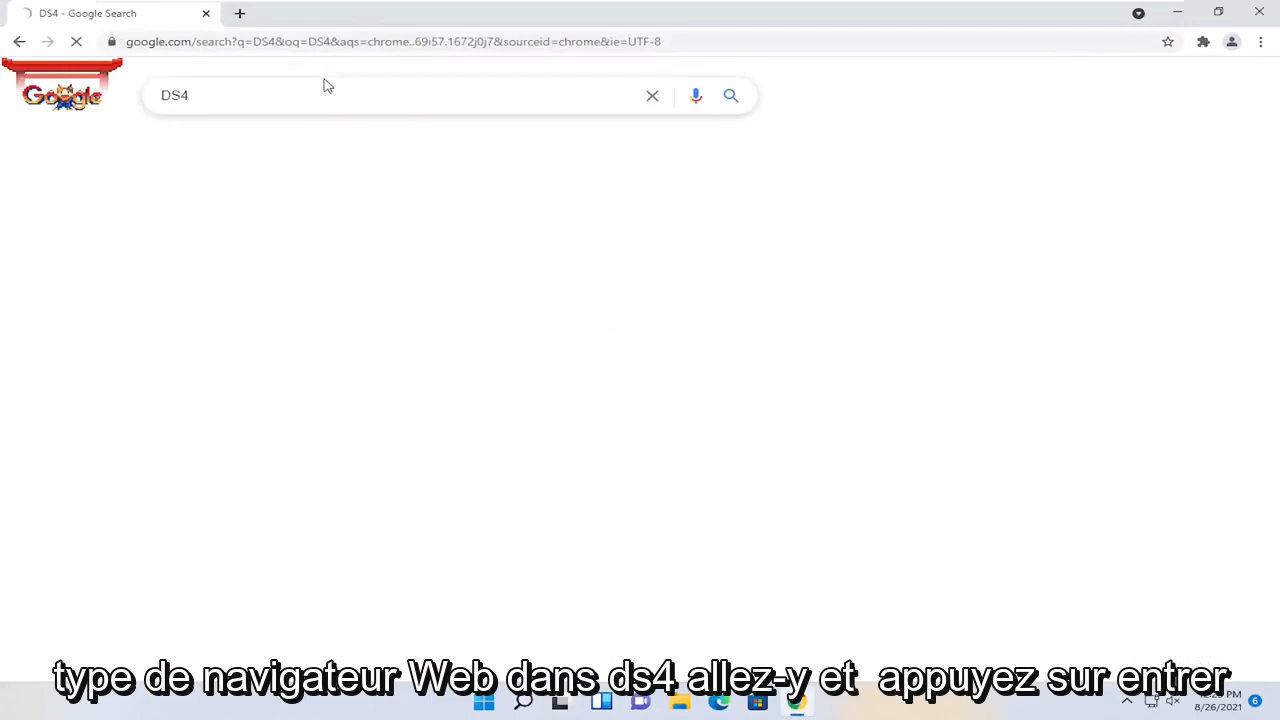 DS4 - Google Search
google.com/search?q=DS4&oq=DS4&aqs=chrome..69i57.1672j0j7&sourceid=chrome&ie=UTF-8
Google
DS4
type de navigateur Web dans ds4 allez-y et appuyez sur entrer
8/26/2021
6